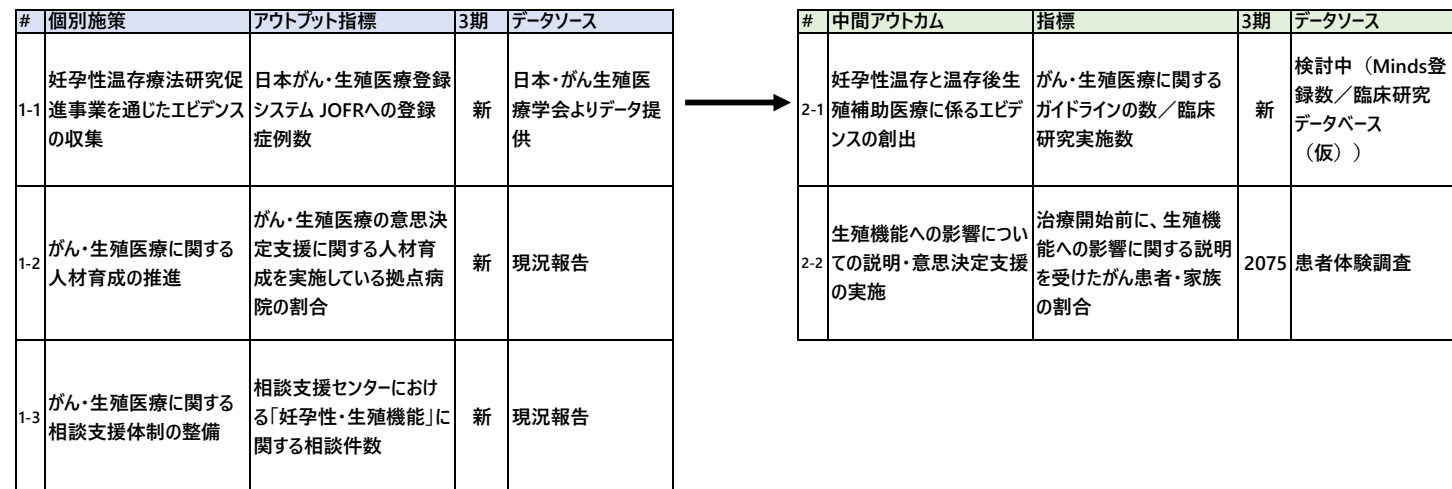 # 個別施策 アウトプット指標 3期 データソース
1-1
妊孕性温存療法研究促
進事業を通じたエビデンス
の収集
日本がん・生殖医療登録
システム JOFRへの登録
症例数
新
日本・がん生殖医
療学会よりデータ提
供
1-2
がん・生殖医療に関する
人材育成の推進
がん・生殖医療の意思決
定支援に関する人材育
成を実施している拠点病
院の割合
新
現況報告
1-3
がん・生殖医療に関する
相談支援体制の整備
相談支援センターにおけ
る「妊孕性・生殖機能」に
関する相談件数
新
現況報告
# 中間アウトカム 指標 3期 データソース
2-1
妊孕性温存と温存後生
殖補助医療に係るエビデ
ンスの創出
がん・生殖医療に関する
ガイドラインの数／臨床
研究実施数
新
検討中（Minds登
録数／臨床研究
データベース
（仮））
2-2
生殖機能への影響につい
ての説明・意思決定支援
の実施
治療開始前に、生殖機
能への影響に関する説明
を受けたがん患者・家族
の割合
2075
患者体験調査